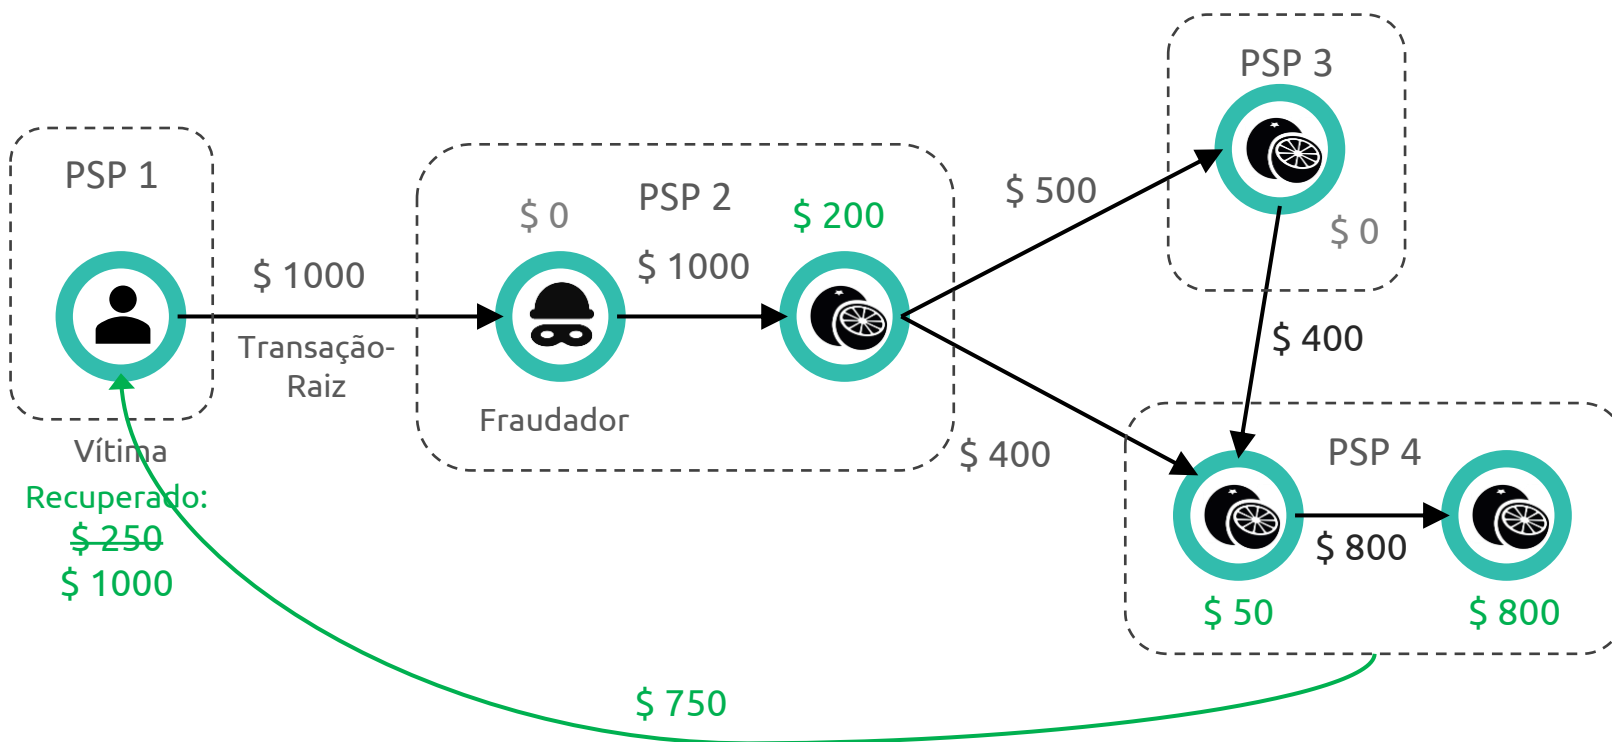 PSP 1
Vítima
Recuperado:
$ 250
$ 1000
$ 1000
Transação-
Raiz
PSP 2
$ 0
$ 200
$ 1000
Fraudador
$ 500
$ 400
PSP 3
$ 0
$ 400
PSP 4
$ 800
$ 50
$ 800
$ 750